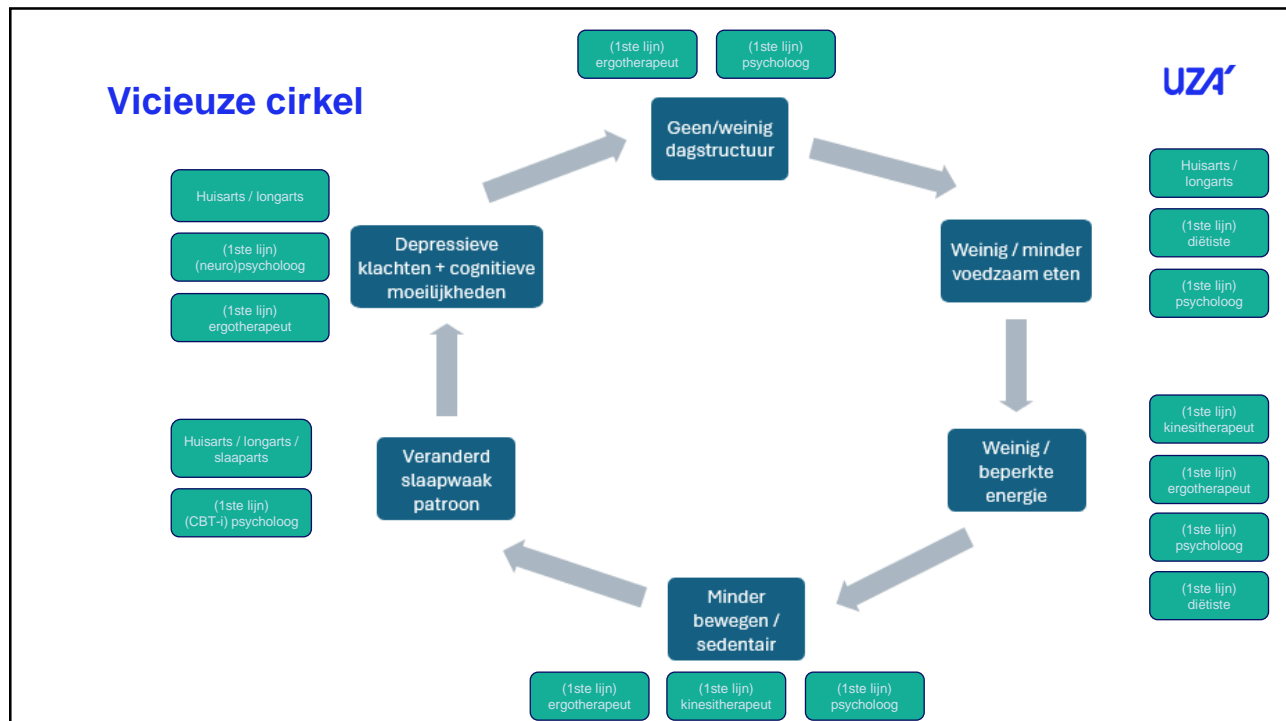 Vicieuze cirkel
UZA'
(1ste lijn)
ergotherapeut
(1ste lijn)
psycholoog
Geen/weinig
dagstructuur
Huisarts /
longarts
(1ste lijn)
diëtiste
(1ste lijn)
psycholoog
Weinig / minder
voedzaam eten
(1ste lijn)
kinesitherapeut
(1ste lijn)
ergotherapeut
(1ste lijn)
psycholoog
(1ste lijn)
diëtiste
Weinig /
beperkte
energie
Minder
bewegen /
sedentair
(1ste lijn)
ergotherapeut
(1ste lijn)
kinesitherapeut
(1ste lijn)
psycholoog
Veranderd
slaapwaak
patroon
Huisarts / longarts /
slaaparts
(1ste lijn)
(CBT-i) psycholoog
Depressieve
klachten + cognitieve
moeilijkheden
Huisarts / longarts
(1ste lijn)
(neuro)psycholoog
(1ste lijn)
ergotherapeut